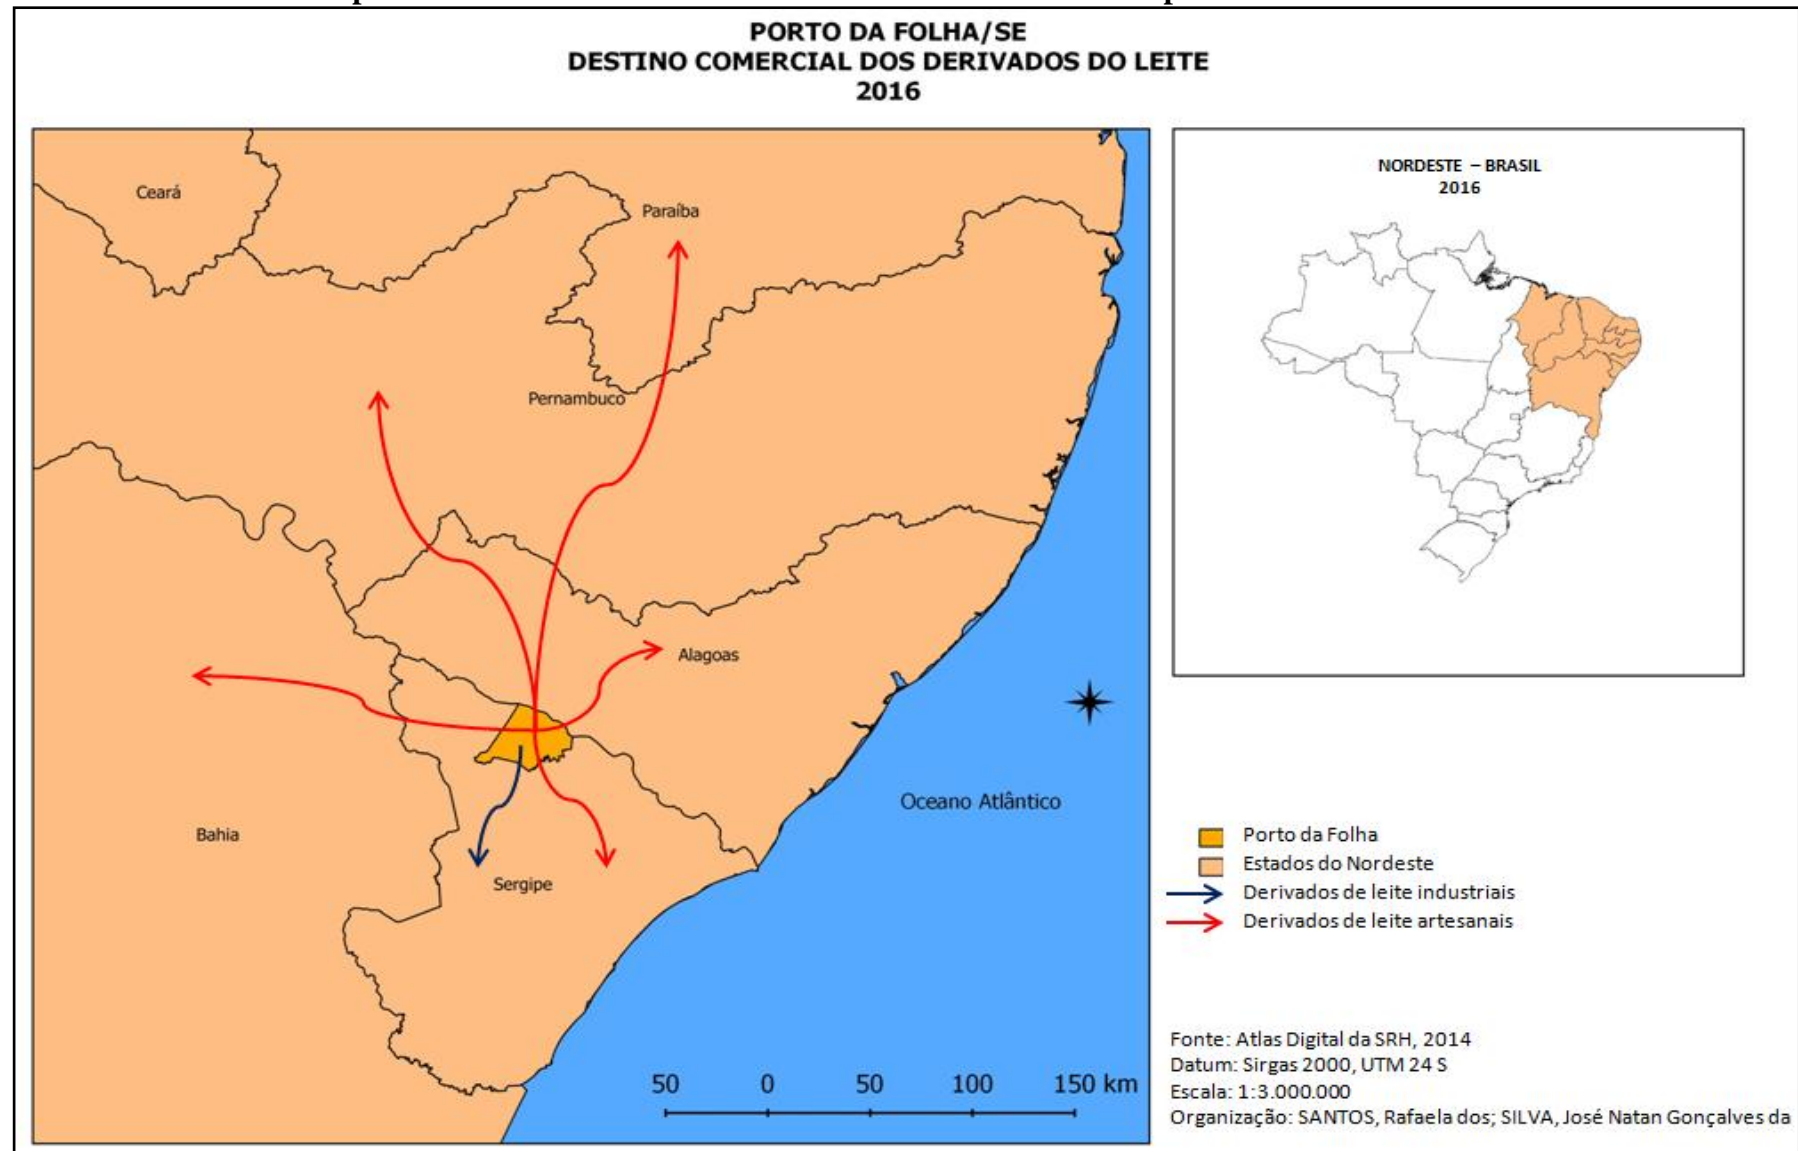 PORTO DA FOLHA/SE
DESTINO COMERCIAL DOS DERIVADOS DO LEITE
2016
Ceará
Paraíba
Pernambuco
Alagoas
Bahia
Sergipe
Oceano Atlântico
50 0 50 100 150 km
NORDESTE – BRASIL
2016
Porto da Folha
Estados do Nordeste
Derivados de leite industriais
Derivados de leite artesanais
Fonte: Atlas Digital da SRH, 2014
Datum: Sirgas 2000, UTM 24 S
Escala: 1:3.000.000
Organização: SANTOS, Rafaela dos; SILVA, José Natan Gonçalves da